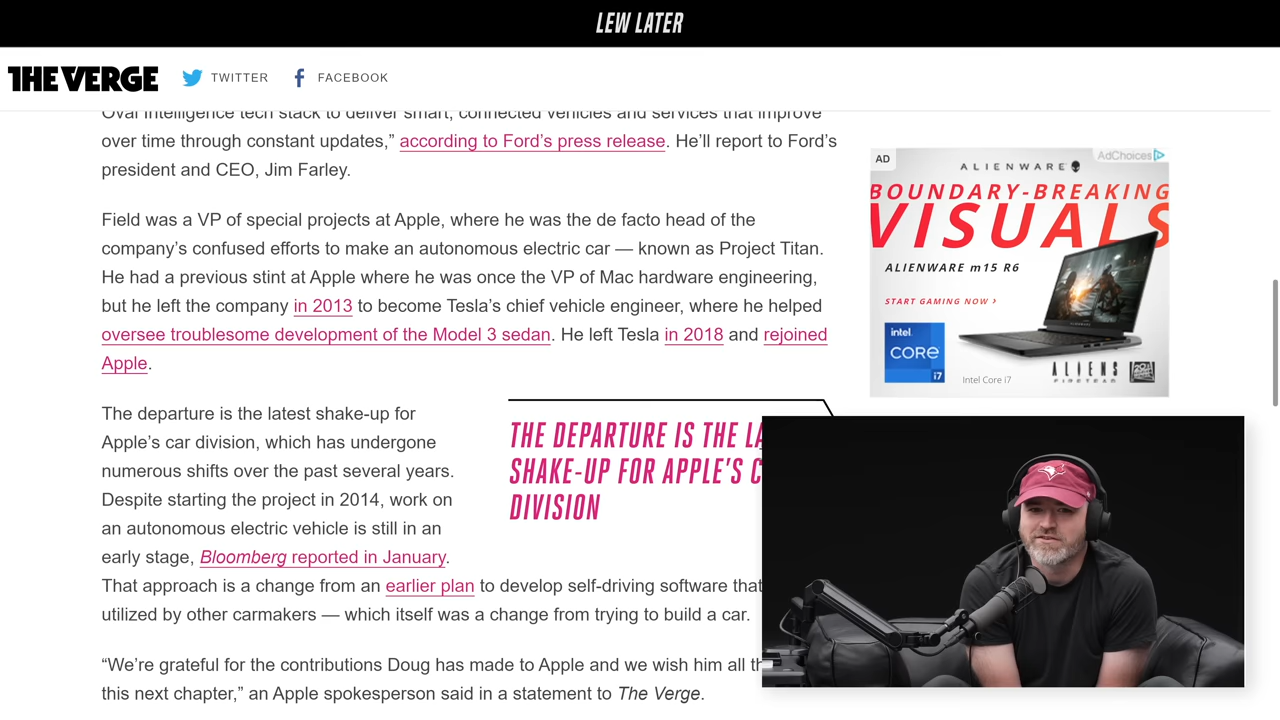 LEW LATER
THE VERGE TWITTER FACEBOOK
Oval Intelligence tech stack to deliver smart, connected vehicles and services that improve
over time through constant updates,” according to Ford’s press release. He’ll report to Ford’s
president and CEO, Jim Farley.
Field was a VP of special projects at Apple, where he was the de facto head of the
company’s confused efforts to make an autonomous electric car — known as Project Titan.
He had a previous stint at Apple where he was once the VP of Mac hardware engineering,
but he left the company in 2013 to become Tesla’s chief vehicle engineer, where he helped
oversee troublesome development of the Model 3 sedan. He left Tesla in 2018 and rejoined
Apple.
The departure is the latest shake-up for
Apple’s car division, which has undergone
numerous shifts over the past several years.
Despite starting the project in 2014, work on
an autonomous electric vehicle is still in an
early stage, Bloomberg reported in January.
That approach is a change from an earlier plan to develop self-driving software that
utilized by other carmakers — which itself was a change from trying to build a car.
“We’re grateful for the contributions Doug has made to Apple and we wish him all th
this next chapter,” an Apple spokesperson said in a statement to The Verge.
THE DEPARTURE IS THE LA
SHAKE-UP FOR APPLE’S C
DIVISION
AD
AdChoices
ALIENWARE
BOUNDARY-BREAKING
VISUALS
ALIENWARE m15 R6
START GAMING NOW ›
intel
CORE
i7
Intel Core i7
ALIENS
FIRETEAM